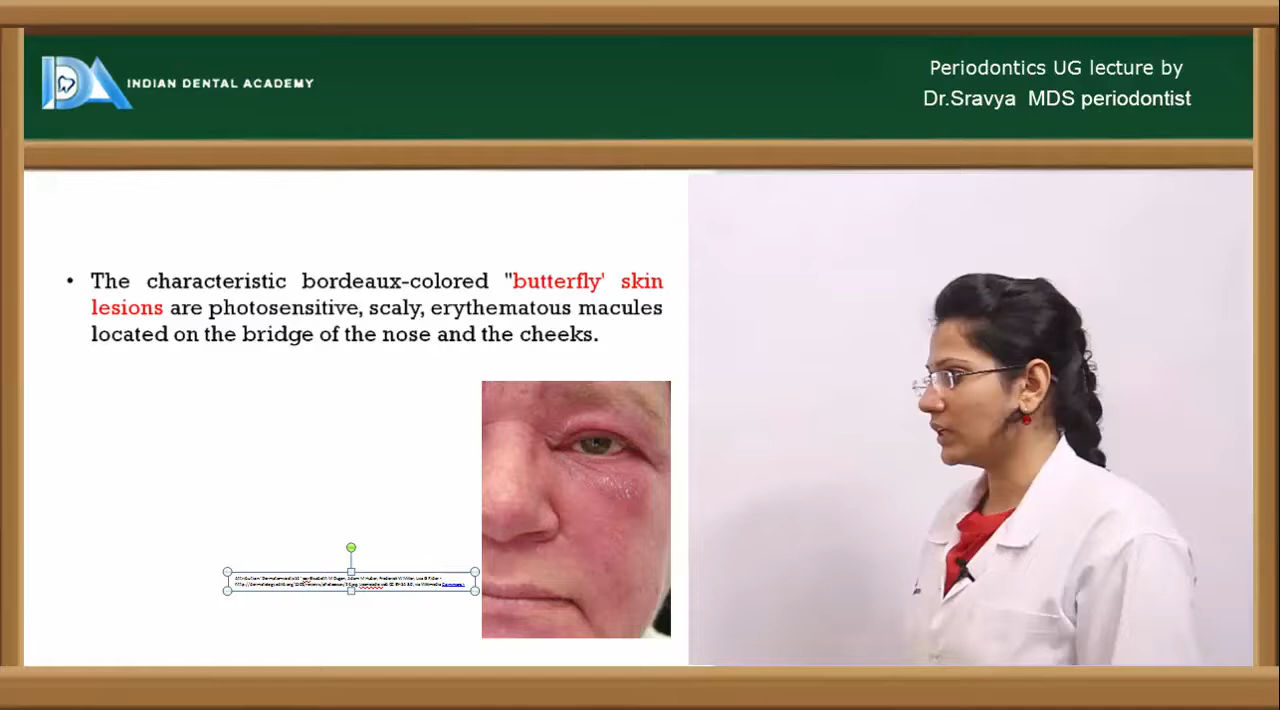 INDIAN DENTAL ACADEMY
Periodontics UG lecture by
Dr.Sravya MDS periodontist
• The characteristic bordeaux-colored "butterfly' skin
lesions are photosensitive, scaly, erythematous macules
located on the bridge of the nose and the cheeks.